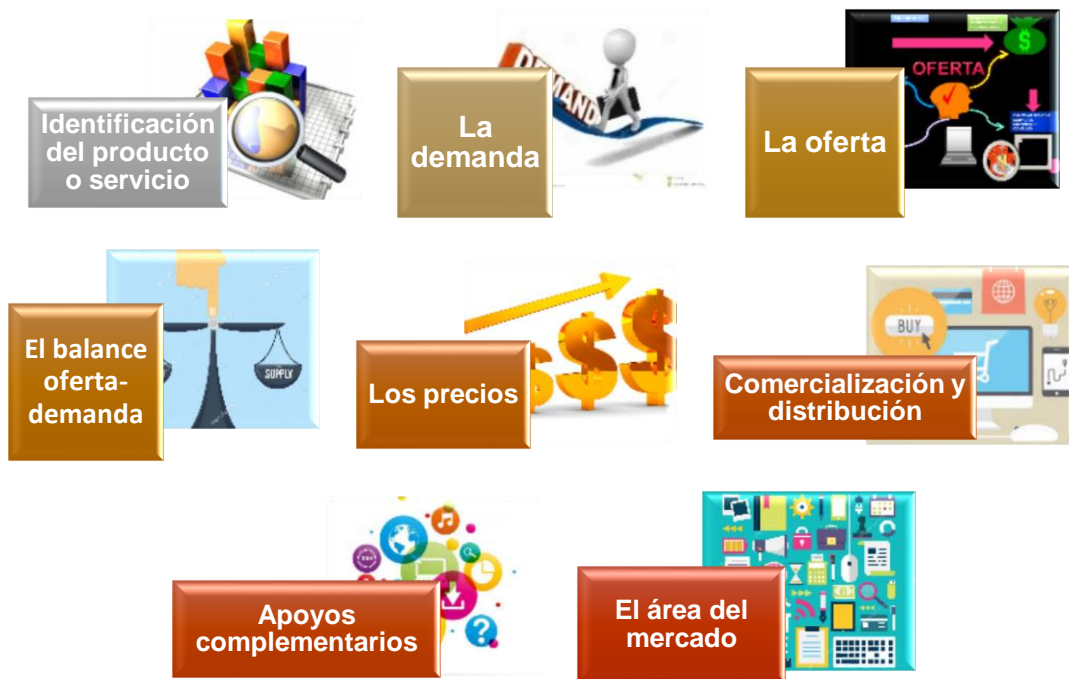 Identificación
del producto
o servicio
DEMAND
La
demanda
OFERTA
La oferta
El balance
oferta-
demanda
SUPPLY
Los precios
BUY
Comercialización y
distribución
Apoyos
complementarios
El área del
mercado